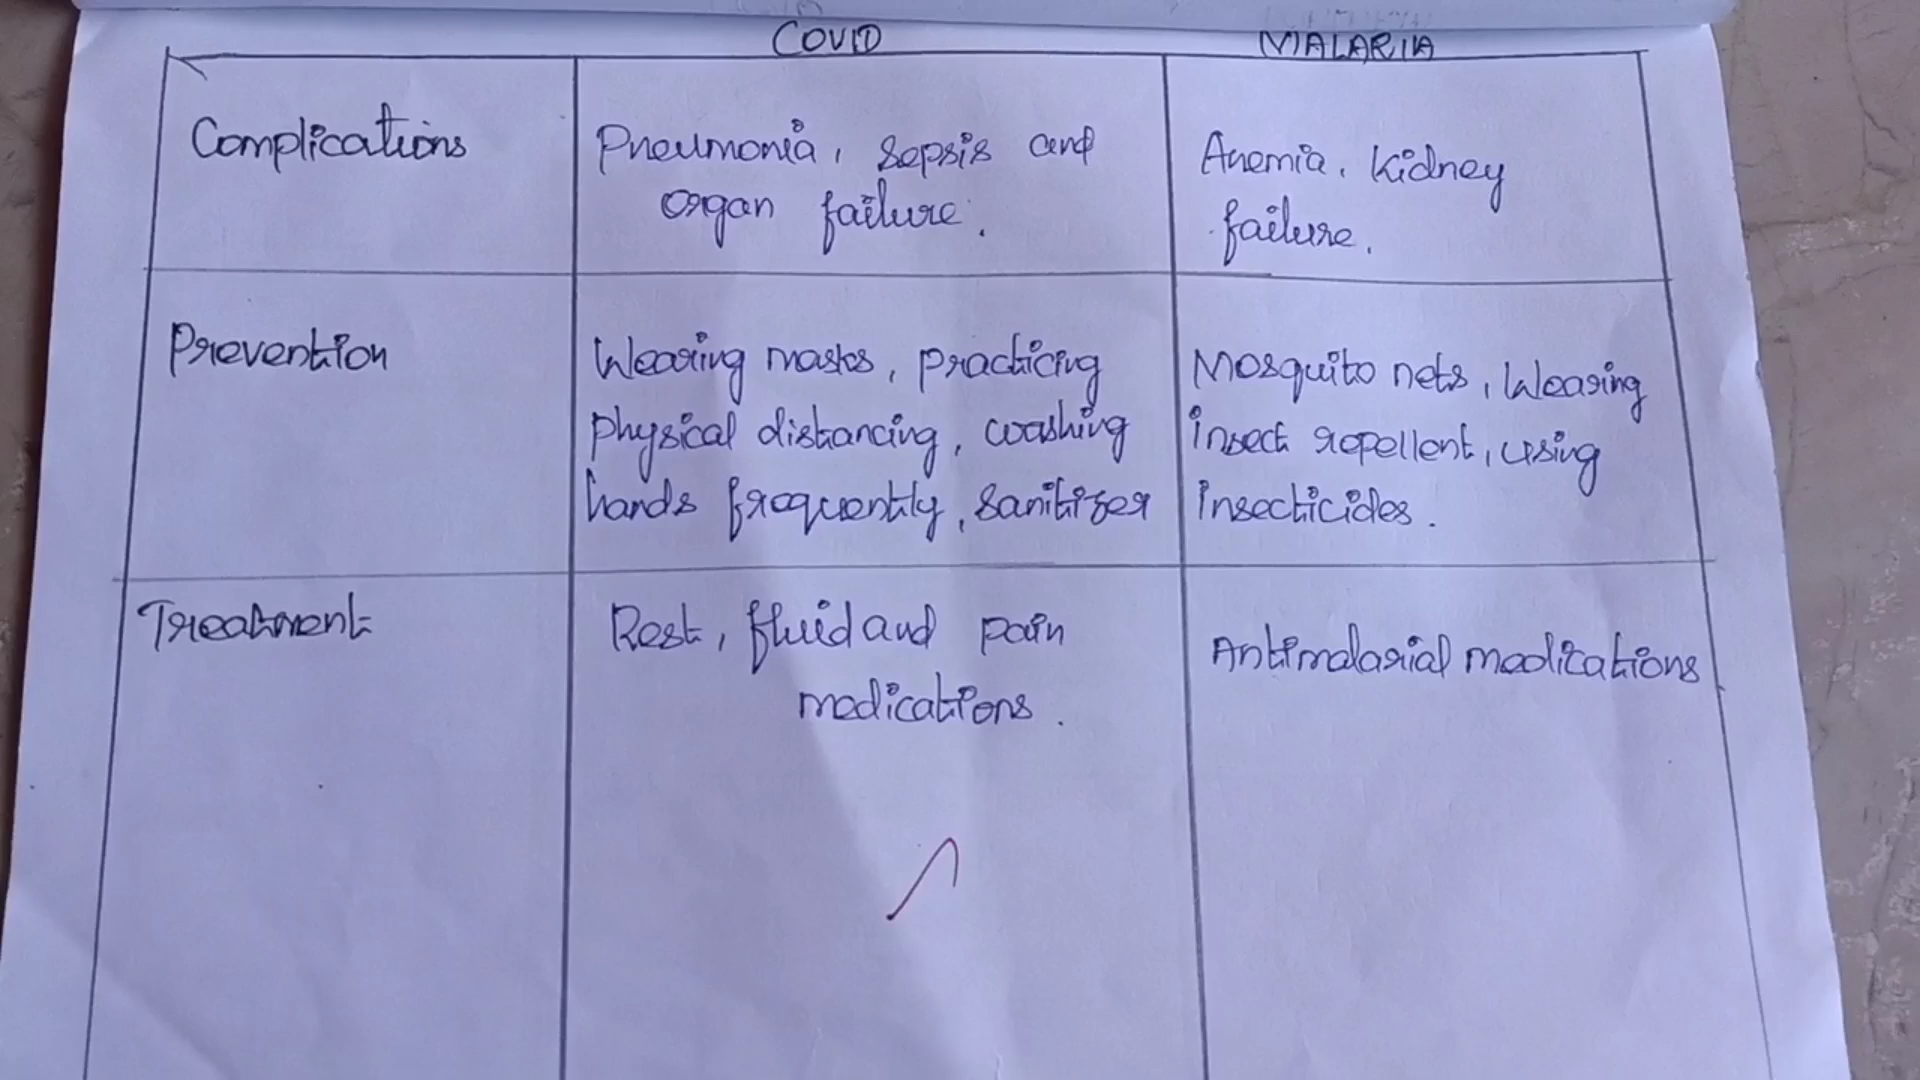 COVID MALARIA
Complications
Pneumonia, sepsis and
organ failure.
Anemia, kidney
failure.
Prevention
Wearing masks, practicing
physical distancing, washing
hands frequently, sanitizer
Mosquito nets, wearing
insect repellent, using
insecticides.
Treatment
Rest, fluid and pain
medications.
Antimalarial medications